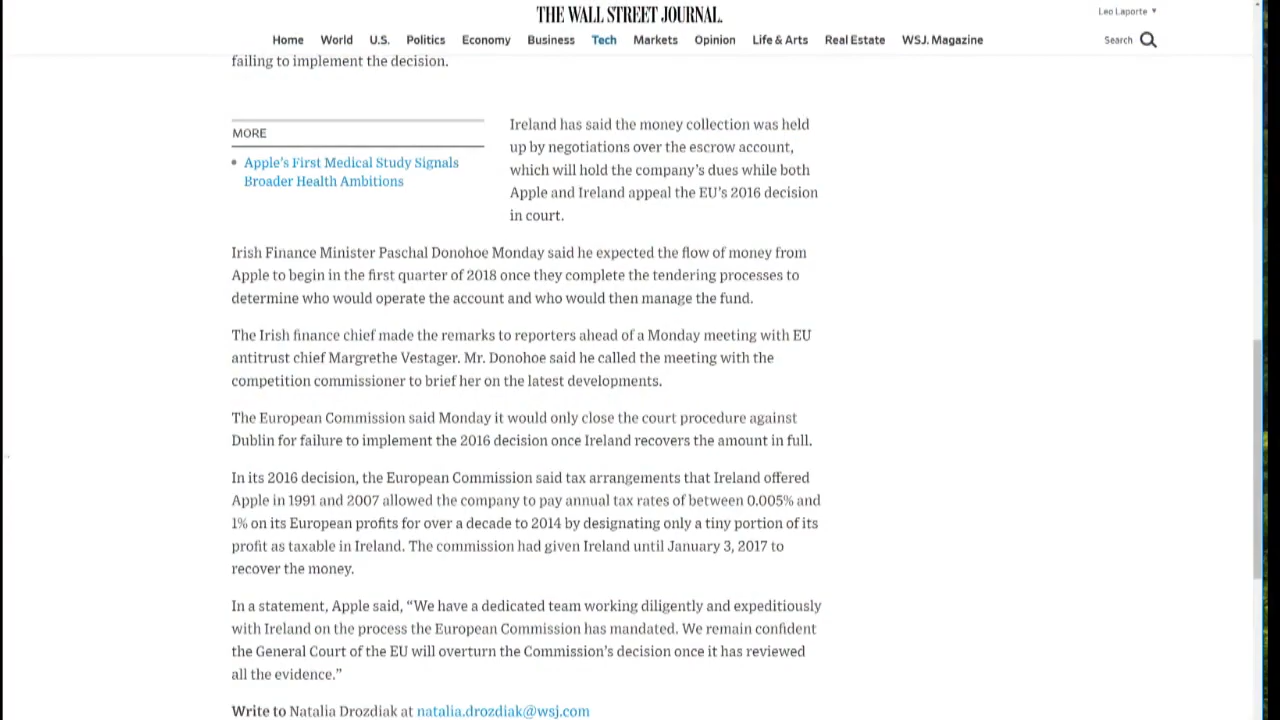 THE WALL STREET JOURNAL.
Leo Laporte
Home World U.S. Politics Economy Business Tech Markets Opinion Life & Arts Real Estate WSJ. Magazine
Search
failing to implement the decision.
MORE
Apple's First Medical Study Signals
Broader Health Ambitions
Ireland has said the money collection was held
up by negotiations over the escrow account,
which will hold the company's dues while both
Apple and Ireland appeal the EU's 2016 decision
in court.
Irish Finance Minister Paschal Donohoe Monday said he expected the flow of money from
Apple to begin in the first quarter of 2018 once they complete the tendering processes to
determine who would operate the account and who would then manage the fund.
The Irish finance chief made the remarks to reporters ahead of a Monday meeting with EU
antitrust chief Margrethe Vestager. Mr. Donohoe said he called the meeting with the
competition commissioner to brief her on the latest developments.
The European Commission said Monday it would only close the court procedure against
Dublin for failure to implement the 2016 decision once Ireland recovers the amount in full.
In its 2016 decision, the European Commission said tax arrangements that Ireland offered
Apple in 1991 and 2007 allowed the company to pay annual tax rates of between 0.005% and
1% on its European profits for over a decade to 2014 by designating only a tiny portion of its
profit as taxable in Ireland. The commission had given Ireland until January 3, 2017 to
recover the money.
In a statement, Apple said, “We have a dedicated team working diligently and expeditiously
with Ireland on the process the European Commission has mandated. We remain confident
the General Court of the EU will overturn the Commission's decision once it has reviewed
all the evidence.”
Write to Natalia Drozdiak at natalia.drozdiak@wsj.com